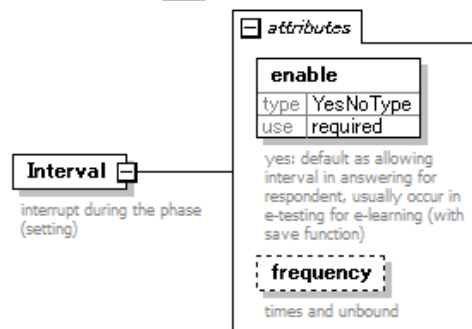 attributes
enable
type YesNoType
use required
yes: default as allowing
interval in answering for
respondent, usually occur in
e-testing for e-learning (with
save function)
Interval
interrupt during the phase
(setting)
frequency
times and unbound